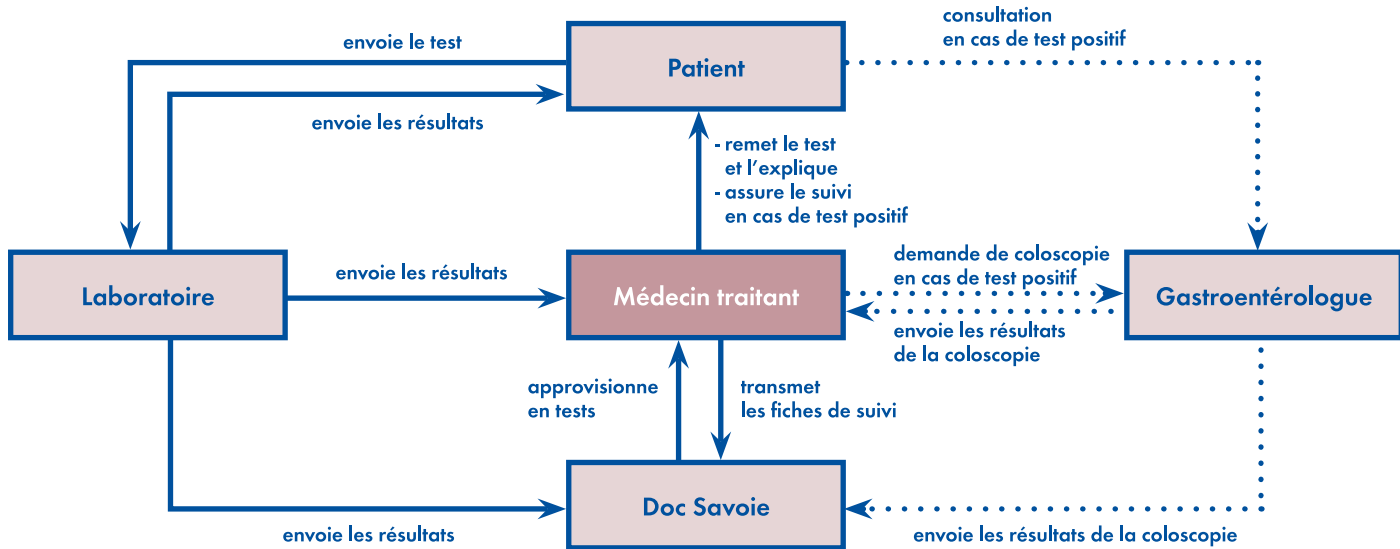 consultation
en cas de test positif
envoie le test
Patient
envoie les résultats
- remet le test
et l’explique
- assure le suivi
en cas de test positif
demande de coloscopie
en cas de test positif
envoie les résultats
Laboratoire
Médecin traitant
Gastroentérologue
envoie les résultats
de la coloscopie
approvisionne
en tests
transmet
les fiches de suivi
Doc Savoie
envoie les résultats
envoie les résultats de la coloscopie